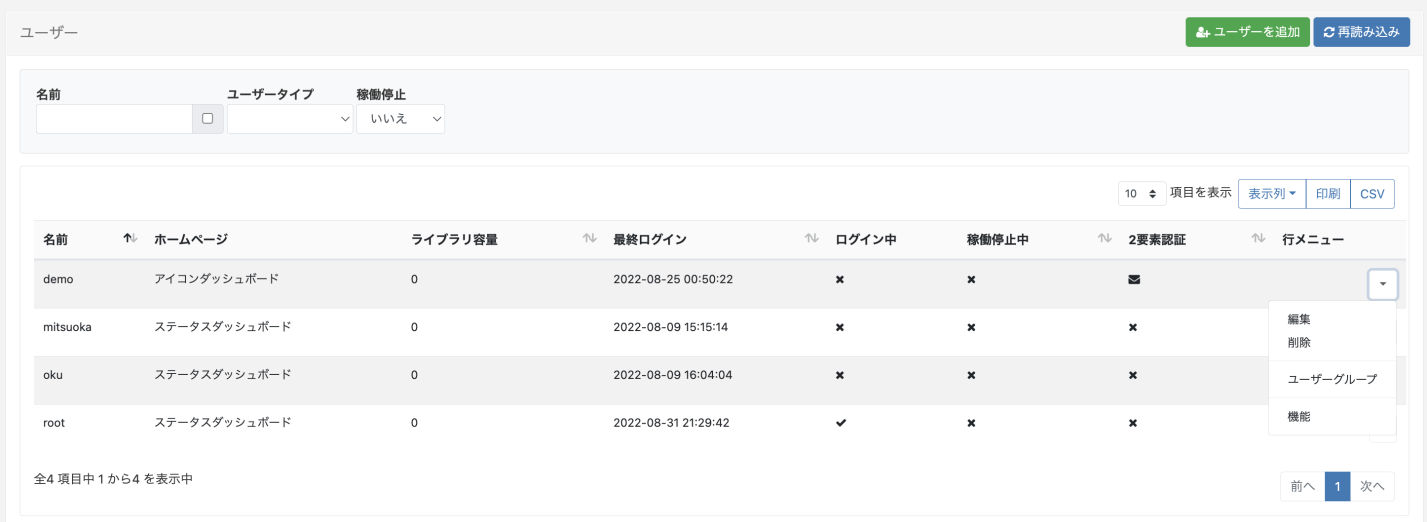 ユーザー
ユーザーを追加 再読み込み
名前 ユーザータイプ 稼働停止
いいえ
10 項目を表示 表示列 印刷 CSV
名前 ホームページ ライブラリ容量 最終ログイン ログイン中 稼働停止中 2要素認証 行メニュー
demo アイコンダッシュボード 0 2022-08-25 00:50:22
mitsuoka ステータスダッシュボード 0 2022-08-09 15:15:14
oku ステータスダッシュボード 0 2022-08-09 16:04:04
root ステータスダッシュボード 0 2022-08-31 21:29:42
編集
削除
ユーザーグループ
機能
全4 項目中 1 から4 を表示中
前へ 1 次へ